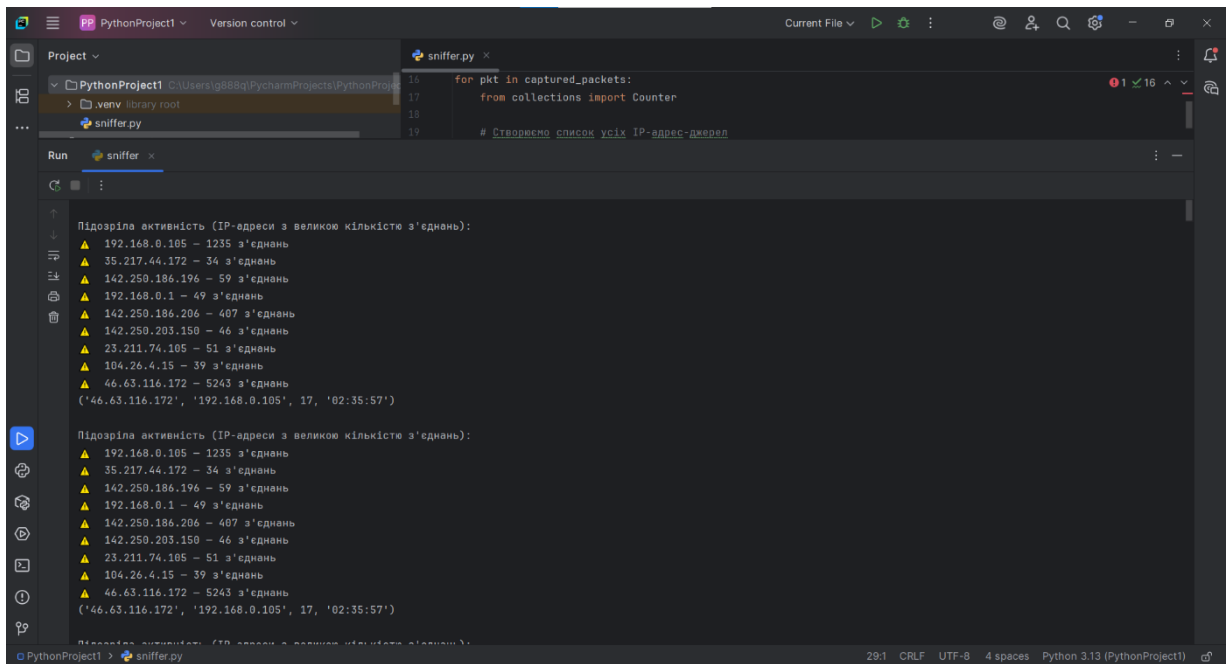 PP PythonProject1 Version control Current File
Project
sniffer.py
PythonProject1 C:\Users\g888q\PycharmProjects\PythonProjec
.venv library root
sniffer.py
16 for pkt in captured_packets:
17 from collections import Counter
18
19 # Створюємо список усіх IP-адрес-джерел
1 16
Run sniffer
Підозріла активність (IP-адреси з великою кількістю з'єднань):
⚠ 192.168.0.105 — 1235 з'єднань
⚠ 35.217.44.172 — 34 з'єднань
⚠ 142.250.186.196 — 59 з'єднань
⚠ 192.168.0.1 — 49 з'єднань
⚠ 142.250.186.206 — 407 з'єднань
⚠ 142.250.203.150 — 46 з'єднань
⚠ 23.211.74.105 — 51 з'єднань
⚠ 104.26.4.15 — 39 з'єднань
⚠ 46.63.116.172 — 5243 з'єднань
('46.63.116.172', '192.168.0.105', 17, '02:35:57')
Підозріла активність (IP-адреси з великою кількістю з'єднань):
⚠ 192.168.0.105 — 1235 з'єднань
⚠ 35.217.44.172 — 34 з'єднань
⚠ 142.250.186.196 — 59 з'єднань
⚠ 192.168.0.1 — 49 з'єднань
⚠ 142.250.186.206 — 407 з'єднань
⚠ 142.250.203.150 — 46 з'єднань
⚠ 23.211.74.105 — 51 з'єднань
⚠ 104.26.4.15 — 39 з'єднань
⚠ 46.63.116.172 — 5243 з'єднань
('46.63.116.172', '192.168.0.105', 17, '02:35:57')
Підозріла активність (IP-адреси з великою кількістю з'єднань):
PythonProject1 > sniffer.py 29:1 CRLF UTF-8 4 spaces Python 3.13 (PythonProject1)